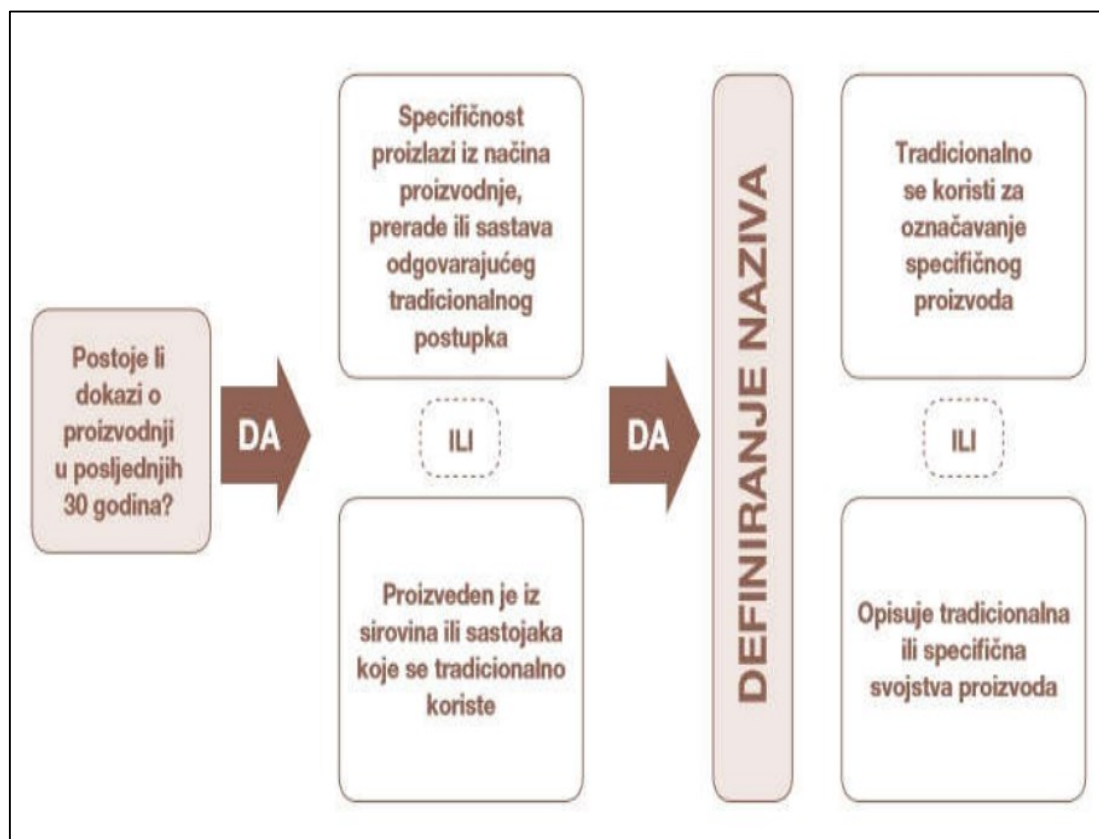 Postoje li
dokazi o
proizvodnji
u posljednjih
30 godina?
DA
Specifičnost
proizlazi iz načina
proizvodnje,
prerade ili sastava
odgovarajućeg
tradicionalnog
postupka
ILI
Proizveden je iz
sirovina ili sastojaka
koje se tradicionalno
koriste
DA
DEFINIRANJE NAZIVA
Tradicionalno
se koristi za
označavanje
specifičnog
proizvoda
ILI
Opisuje tradicionalna
ili specifična
svojstva proizvoda